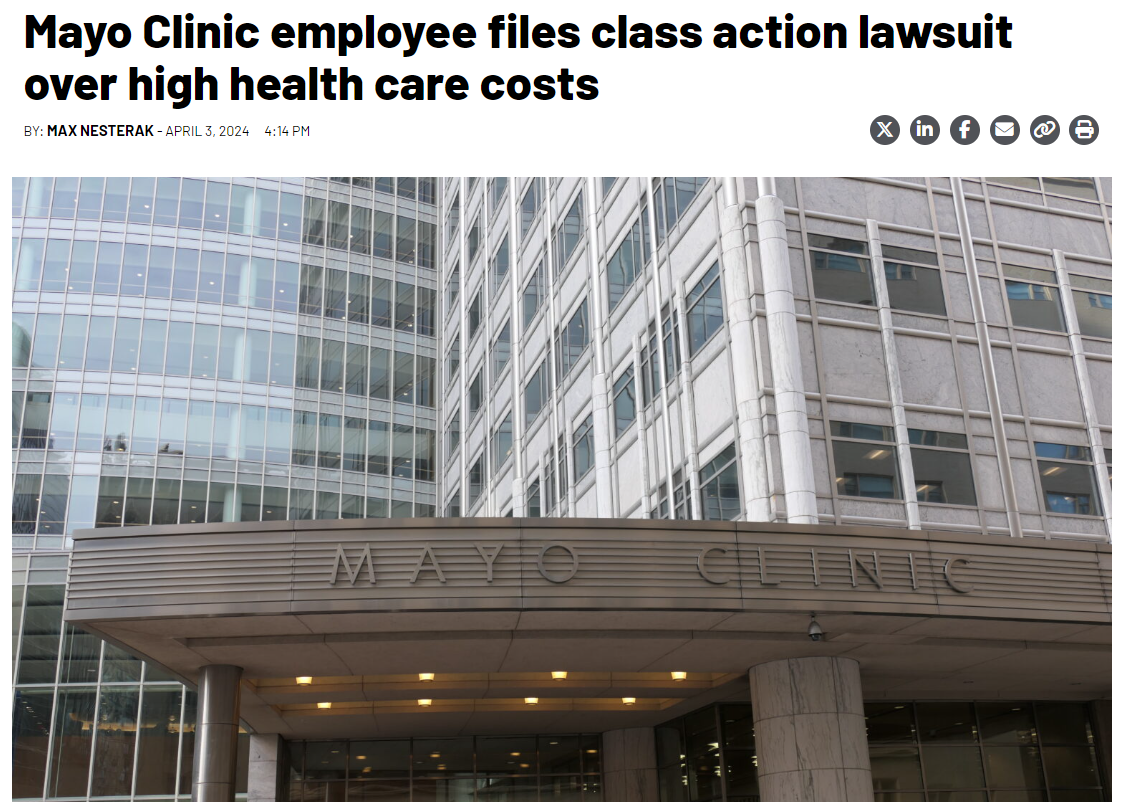 Mayo Clinic employee files class action lawsuit
over high health care costs
BY: MAX NESTERAK - APRIL 3, 2024 4:14 PM
MAYO CLINIC